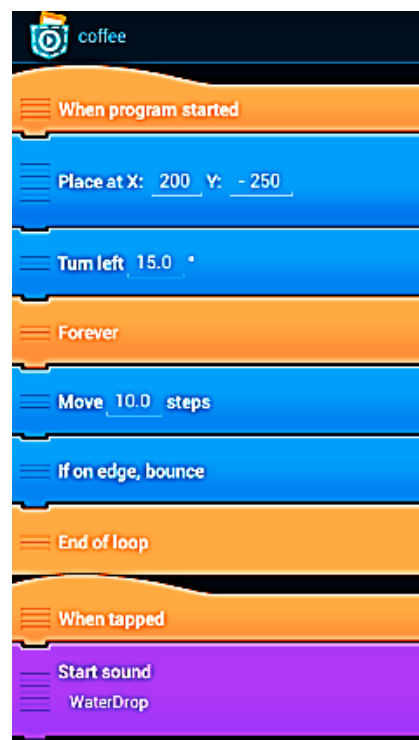 coffee
When program started
Place at X: 200 Y: - 250
Turn left 15.0 °
Forever
Move 10.0 steps
If on edge, bounce
End of loop
When tapped
Start sound
WaterDrop